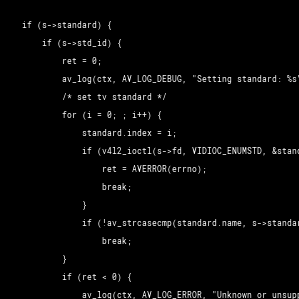 if (s->standard) {
if (s->std_id) {
ret = 0;
av_log(ctx, AV_LOG_DEBUG, "Setting standard: %s"
/* set tv standard */
for (i = 0; ; i++) {
standard.index = i;
if (v4l2_ioctl(s->fd, VIDIOC_ENUMSTD, &stand
ret = AVERROR(errno);
break;
}
if (!av_strcasecmp(standard.name, s->standar
break;
}
if (ret < 0) {
av_log(ctx, AV_LOG_ERROR, "Unknown or unsupp